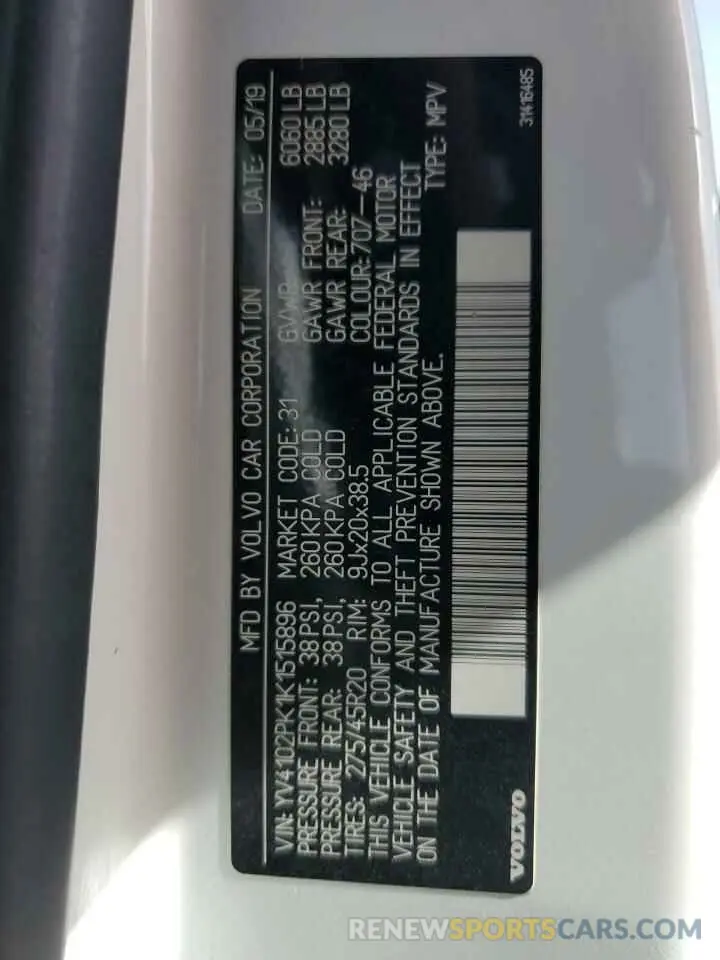 MFD BY VOLVO CAR CORPORATION DATE: 05/19
VIN: YV4102PK1K1515896 MARKET CODE: 31 GVWR: 6060 LB
PRESSURE FRONT: 38 PSI, 260 KPA COLD GAWR FRONT: 2885 LB
PRESSURE REAR: 38 PSI, 260 KPA COLD GAWR REAR: 3280 LB
TIRES: 275/45R20 RIM: 9Jx20x38.5 COLOUR: 707-46
THIS VEHICLE CONFORMS TO ALL APPLICABLE FEDERAL MOTOR
VEHICLE SAFETY AND THEFT PREVENTION STANDARDS IN EFFECT
ON THE DATE OF MANUFACTURE SHOWN ABOVE. TYPE: MPV
VOLVO 31416485
RENEWSPORTSCARS.COM